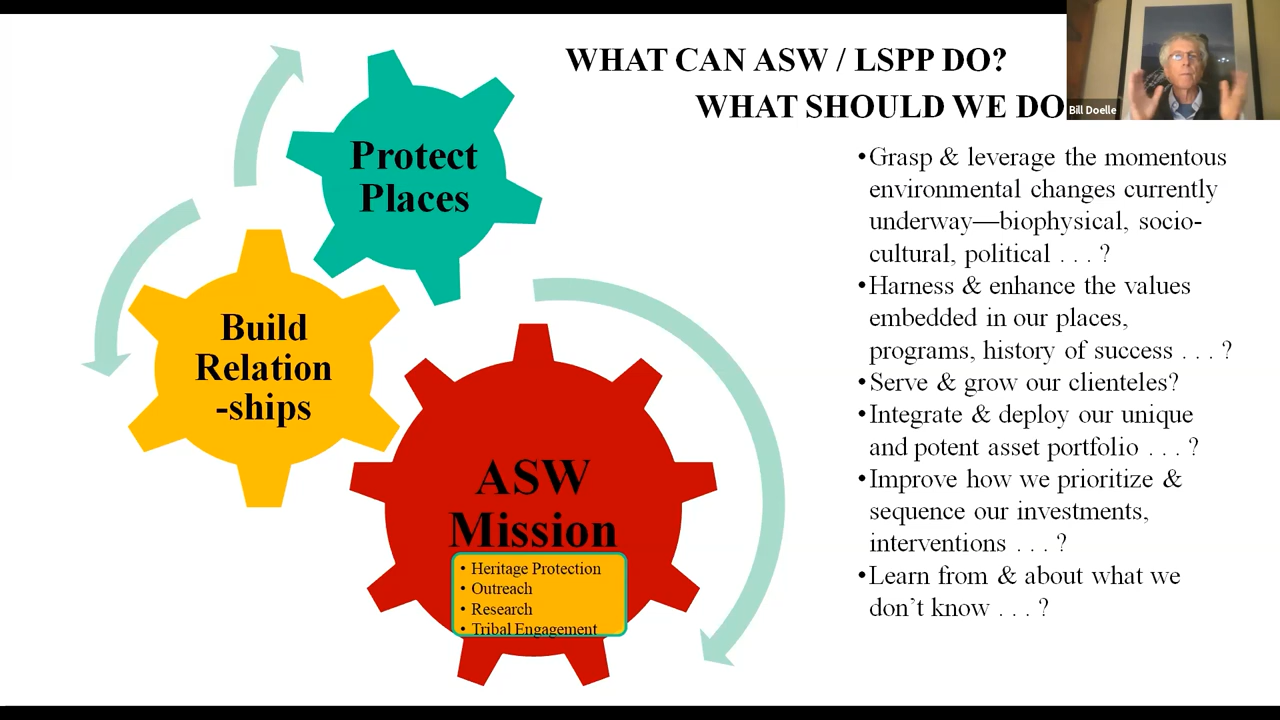 WHAT CAN ASW / LSPP DO?
WHAT SHOULD WE DO
Bill Doelle
Protect
Places
Build
Relation
-ships
ASW
Mission
• Heritage Protection
• Outreach
• Research
• Tribal Engagement
•Grasp & leverage the momentous
environmental changes currently
underway—biophysical, socio-
cultural, political . . . ?
•Harness & enhance the values
embedded in our places,
programs, history of success . . . ?
•Serve & grow our clienteles?
•Integrate & deploy our unique
and potent asset portfolio . . . ?
•Improve how we prioritize &
sequence our investments,
interventions . . . ?
•Learn from & about what we
don’t know . . . ?